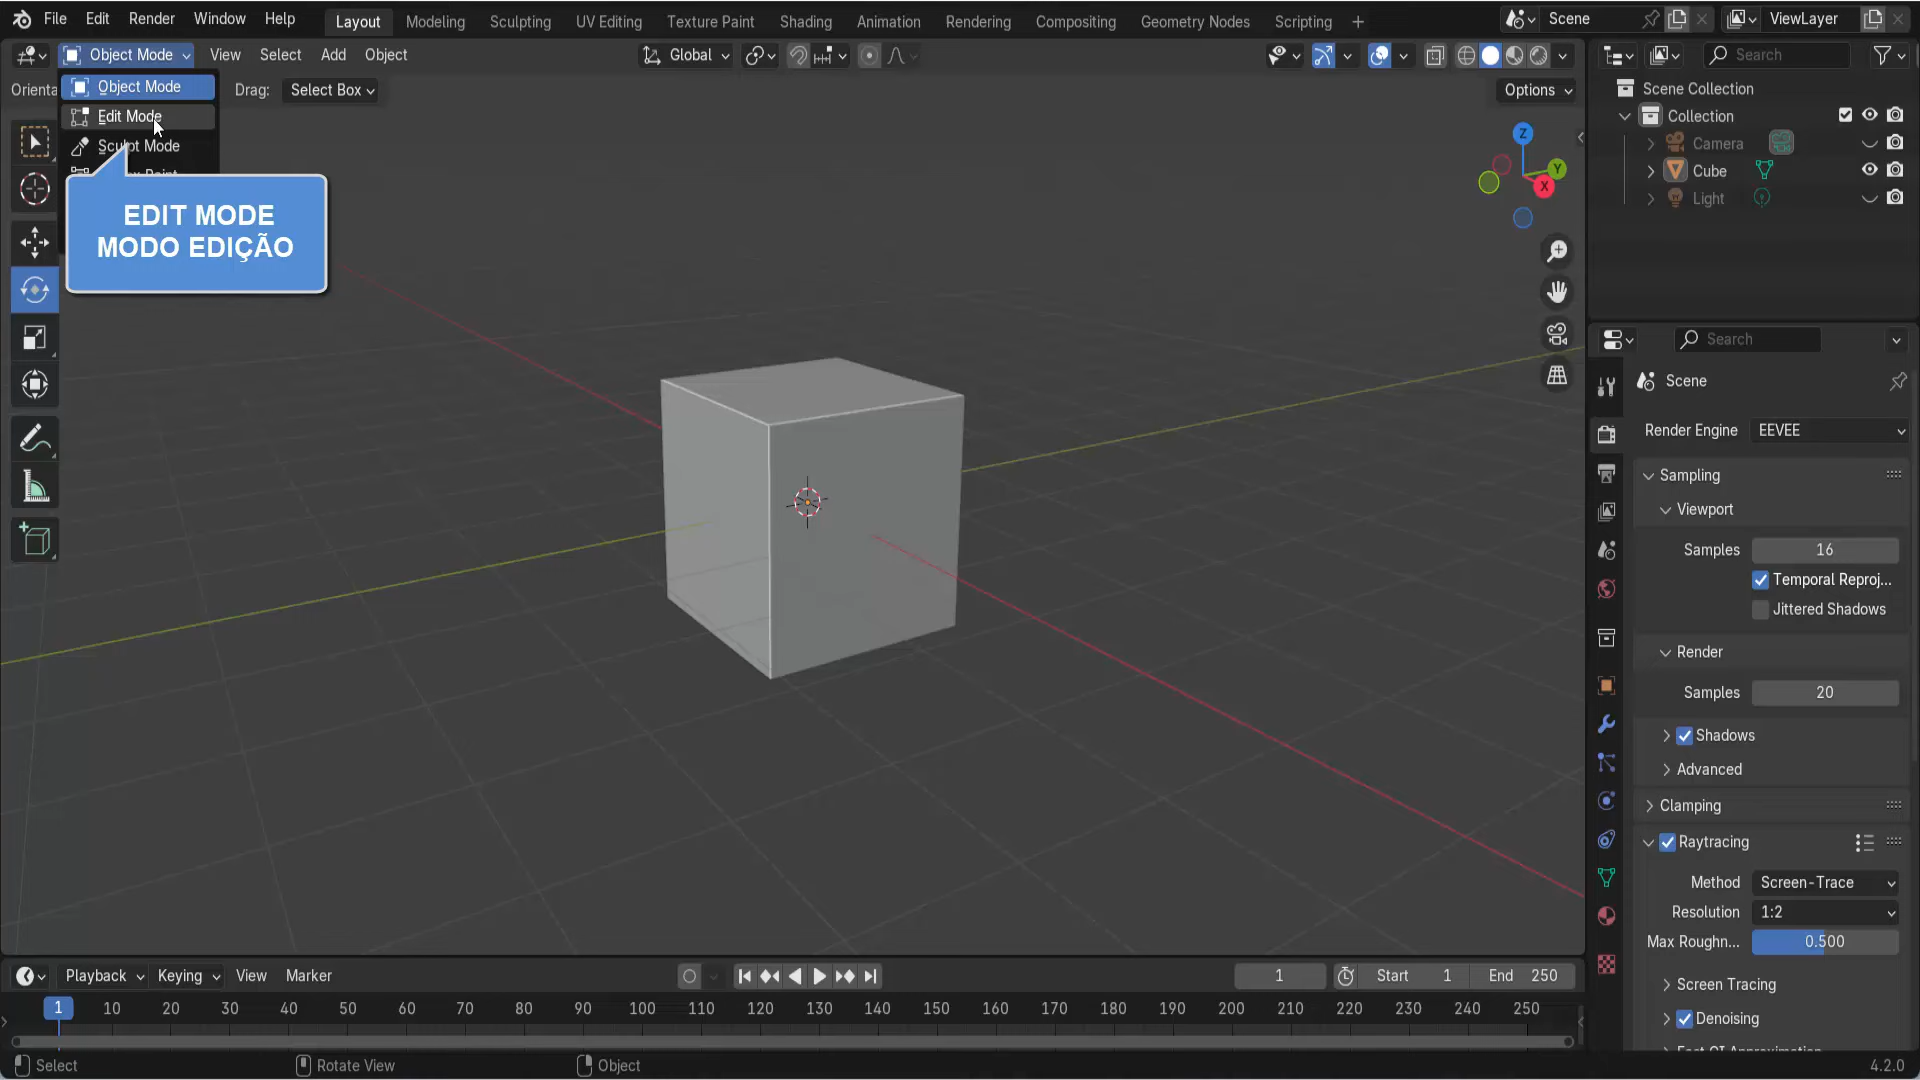 File Edit Render Window Help
Layout Modeling Sculpting UV Editing Texture Paint Shading Animation Rendering Compositing Geometry Nodes Scripting +
Scene
ViewLayer
Object Mode View Select Add Object
Global
Search
Orienta
Drag: Select Box
Options
Object Mode
Edit Mode
Sculpt Mode
EDIT MODE
MODO EDIÇÃO
Z
Y
X
Scene Collection
Collection
Camera
Cube
Light
Search
Scene
Render Engine EEVEE
Sampling
Viewport
Samples 16
Temporal Reproj...
Jittered Shadows
Render
Samples 20
Shadows
Advanced
Clamping
Raytracing
Method Screen-Trace
Resolution 1:2
Max Roughn... 0.500
Screen Tracing
Denoising
Playback Keying View Marker
1
Start 1 End 250
1 10 20 30 40 50 60 70 80 90 100 110 120 130 140 150 160 170 180 190 200 210 220 230 240 250
Select Rotate View Object
4.2.0